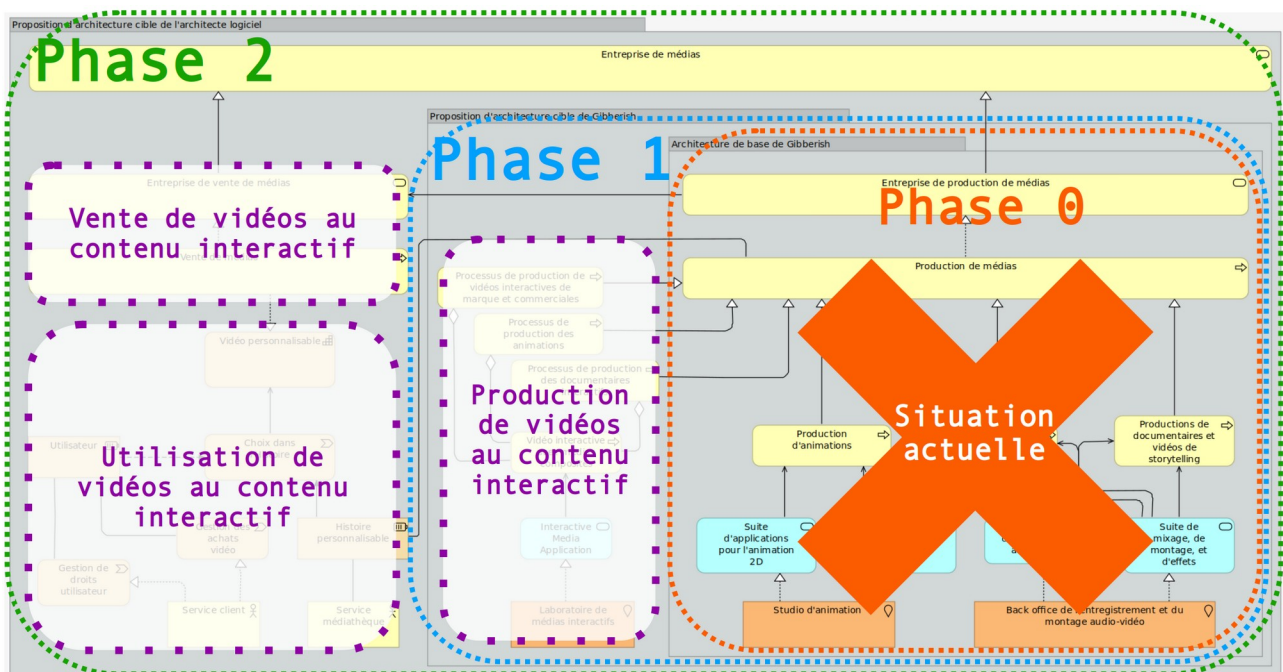 Proposition d'architecture cible de l'architecte logiciel
Phase 2
Entreprise de médias
Proposition d'architecture cible de Gibberish
Phase 1
Architecture de base de Gibberish
Entreprise de vente de médias
Entreprise de production de médias
Phase 0
Vente de vidéos au
contenu interactif
Production de médias
Processus de production de
vidéos interactives de
marque et commerciales
Processus de
production des
animations
Processus de production
des documentaires
Vidéo interactive
Production
de vidéos
au contenu
interactif
Vidéo personnalisable
Utilisateur
Choix dans
Utilisation de
vidéos au contenu
interactif
achats
vidéo
Histoire
personnalisable
Gestion de
droits
utilisateur
Service client
Service
médiathèque
Interactive
Media
Application
Laboratoire de
médias interactifs
Situation
actuelle
Production
d'animations
Productions de
documentaires et
vidéos de
storytelling
Suite
d'applications
pour l'animation
2D
Suite de
mixage, de
montage, et
d'effets
Studio d'animation
Back office de l'enregistrement et du
montage audio-vidéo